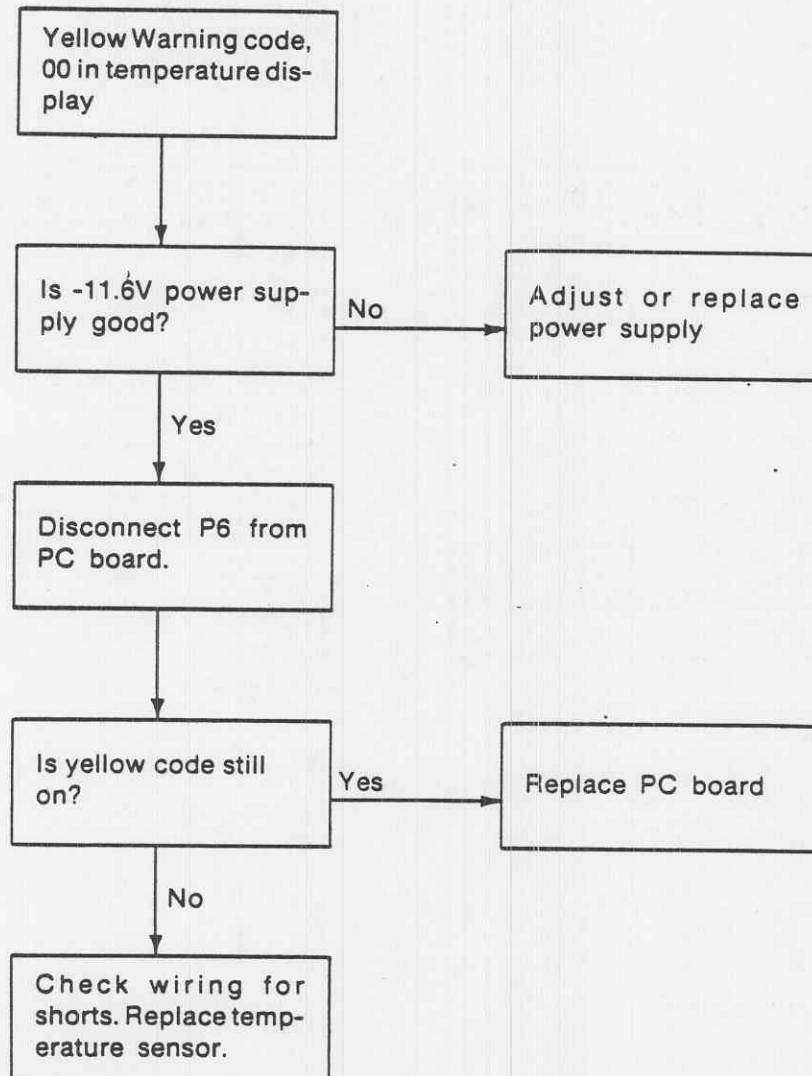 Yellow Warning code,
00 in temperature dis-
play
Is -11.6V power sup-
ply good?
No
Adjust or replace
power supply
Yes
Disconnect P6 from
PC board.
Is yellow code still
on?
Yes
Replace PC board
No
Check wiring for
shorts. Replace temp-
erature sensor.